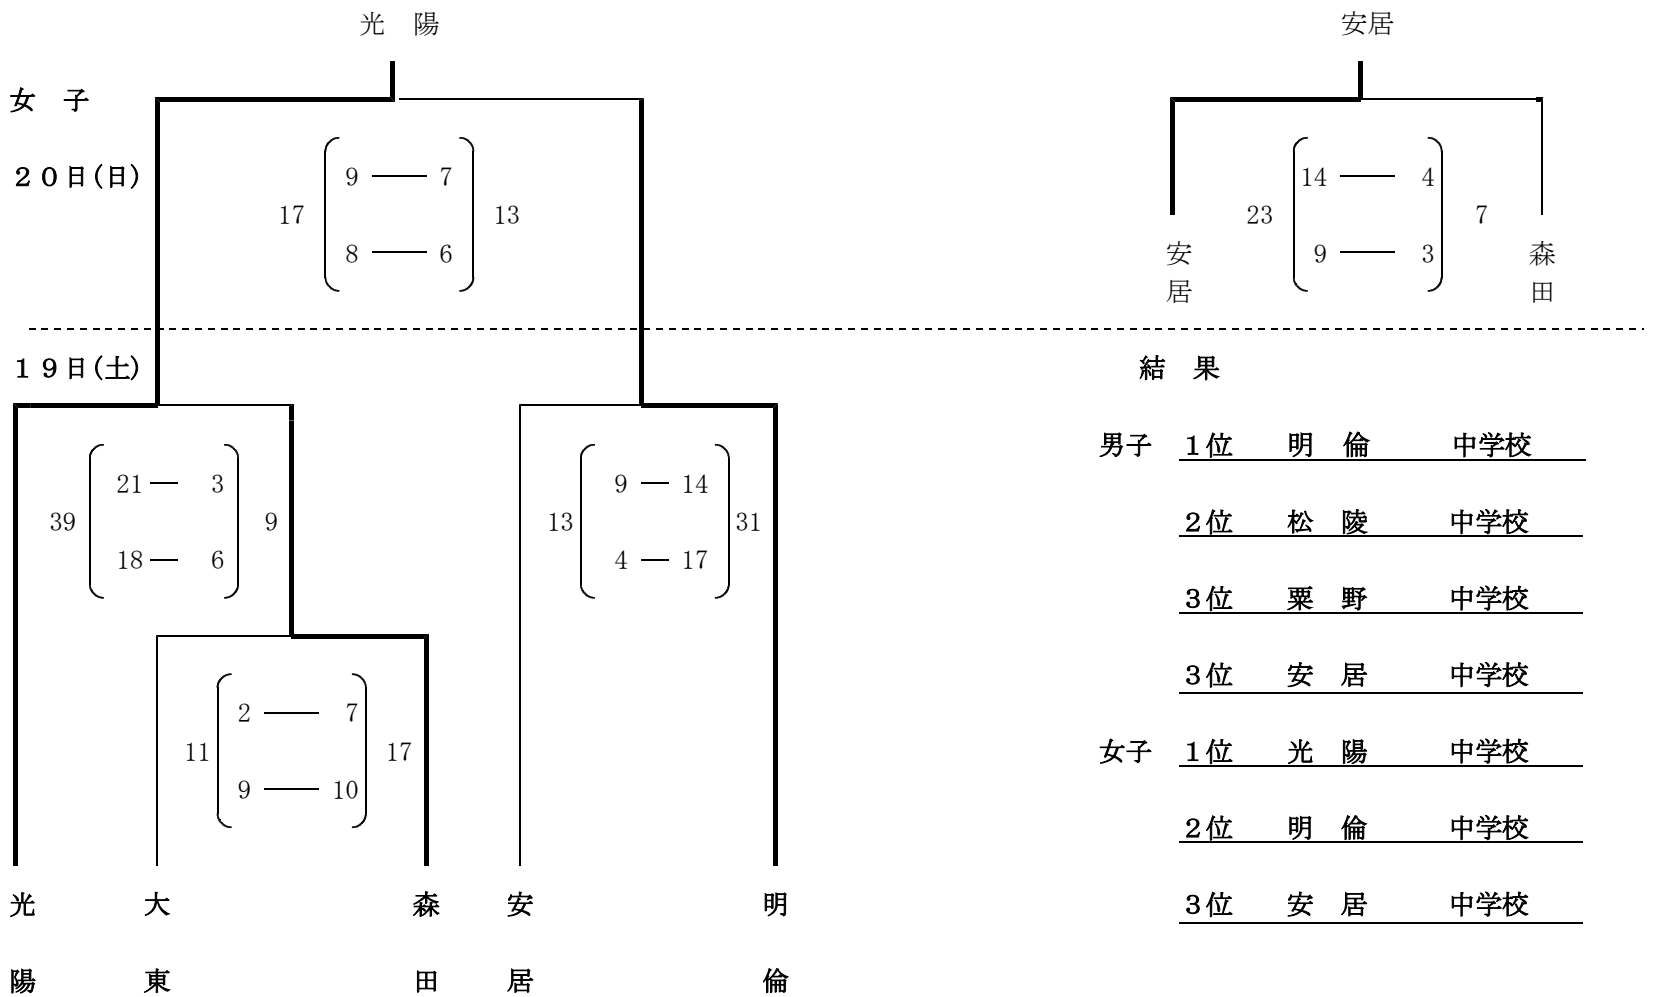 光　陽
安居
女　子
２０日(日)
9 7
17 13
8 6
14 4
23 7
9 3
安居
森田
１９日(土)
結　果
男子 １位 明　倫 中学校
２位 松　陵 中学校
３位 粟　野 中学校
３位 安　居 中学校
女子 １位 光　陽 中学校
２位 明　倫 中学校
３位 安　居 中学校
21 3
39 9
18 6
9 14
13 31
4 17
2 7
11 17
9 10
光陽
大東
森田
安居
明倫